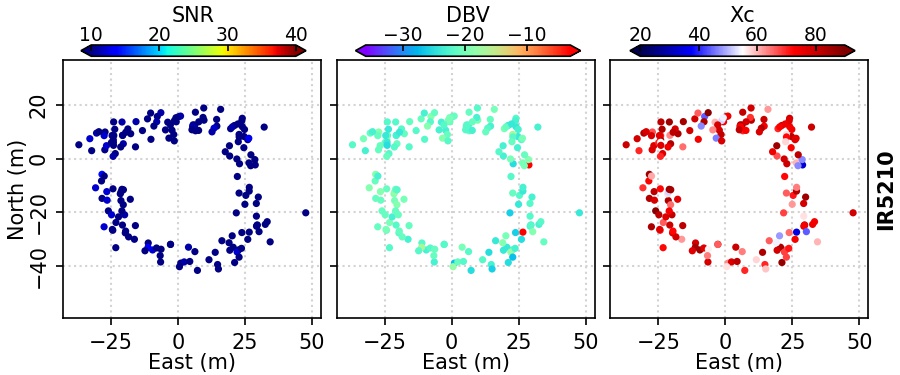 SNR DBV Xc
10 20 30 40 −30 −20 −10 20 40 60 80
North (m)
20
0
−20
−40
−25 0 25 50 −25 0 25 50 −25 0 25 50
East (m) East (m) East (m)
IR5210